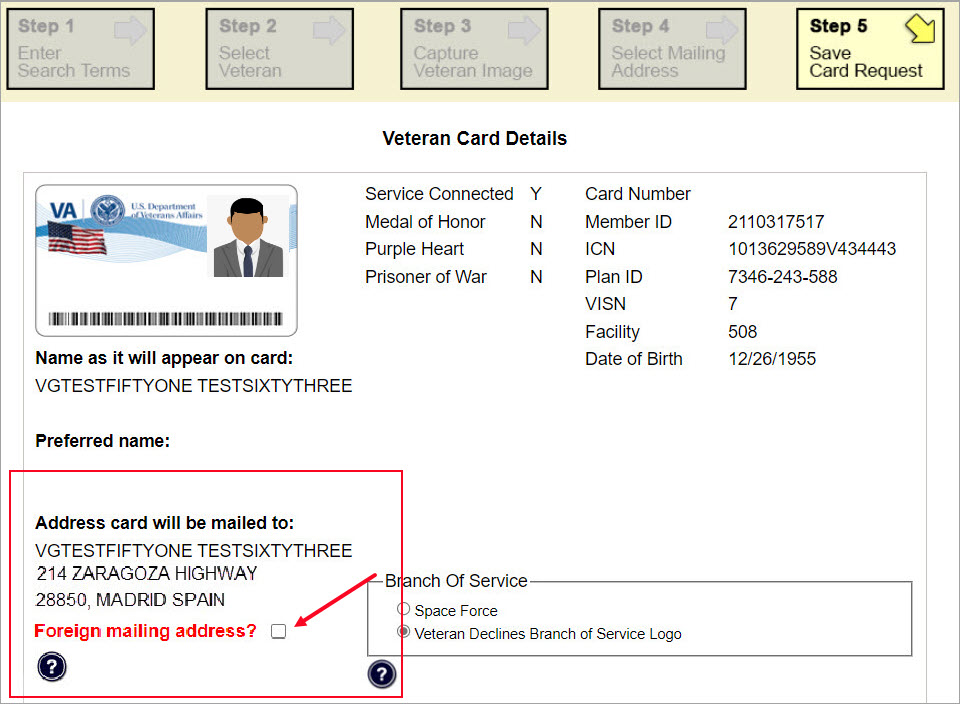 Step 1
Enter
Search Terms
Step 2
Select
Veteran
Step 3
Capture
Veteran Image
Step 4
Select Mailing
Address
Step 5
Save
Card Request
Veteran Card Details
VA
U.S. Department
of Veterans Affairs
Service Connected Y
Medal of Honor N
Purple Heart N
Prisoner of War N
Card Number
Member ID 2110317517
ICN 1013629589V434443
Plan ID 7346-243-588
VISN 7
Facility 508
Date of Birth 12/26/1955
Name as it will appear on card:
VGTESTFIFTYONE TESTSIXTYTHREE
Preferred name:
Address card will be mailed to:
VGTESTFIFTYONE TESTSIXTYTHREE
214 ZARAGOZA HIGHWAY
28850, MADRID SPAIN
Foreign mailing address?
?
Branch Of Service
Space Force
Veteran Declines Branch of Service Logo
?